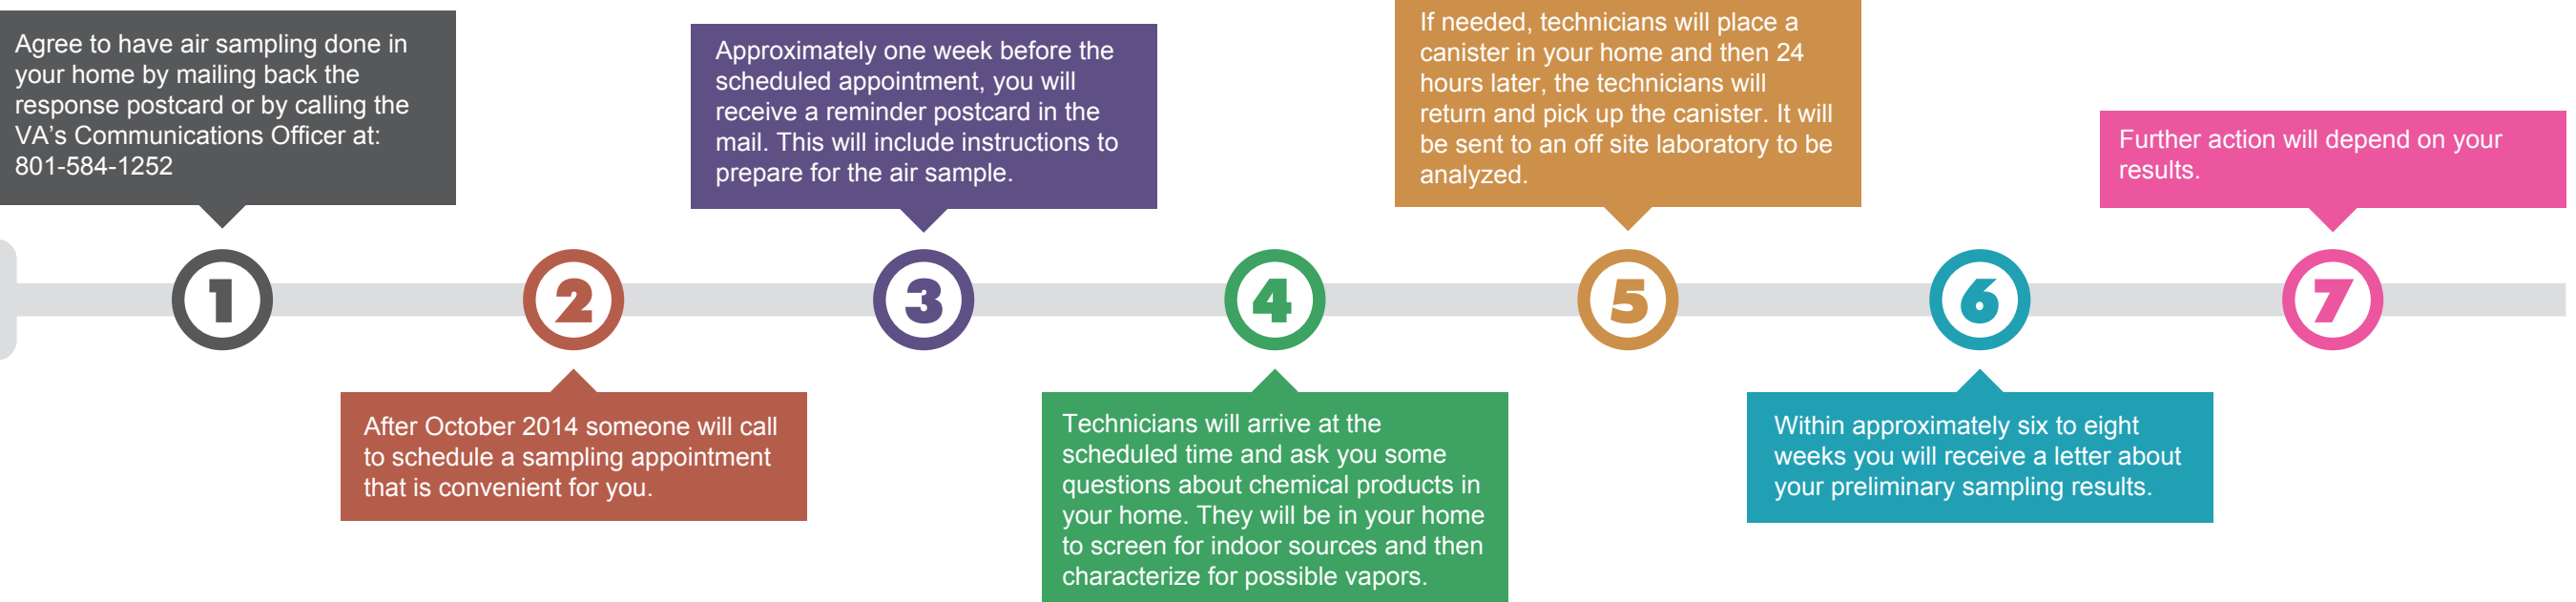 Agree to have air sampling done in
your home by mailing back the
response postcard or by calling the
VA's Communications Officer at:
801-584-1252
1
After October 2014 someone will call
to schedule a sampling appointment
that is convenient for you.
2
Approximately one week before the
scheduled appointment, you will
receive a reminder postcard in the
mail. This will include instructions to
prepare for the air sample.
3
Technicians will arrive at the
scheduled time and ask you some
questions about chemical products in
your home. They will be in your home
to screen for indoor sources and then
characterize for possible vapors.
4
If needed, technicians will place a
canister in your home and then 24
hours later, the technicians will
return and pick up the canister. It will
be sent to an off site laboratory to be
analyzed.
5
Within approximately six to eight
weeks you will receive a letter about
your preliminary sampling results.
6
Further action will depend on your
results.
7